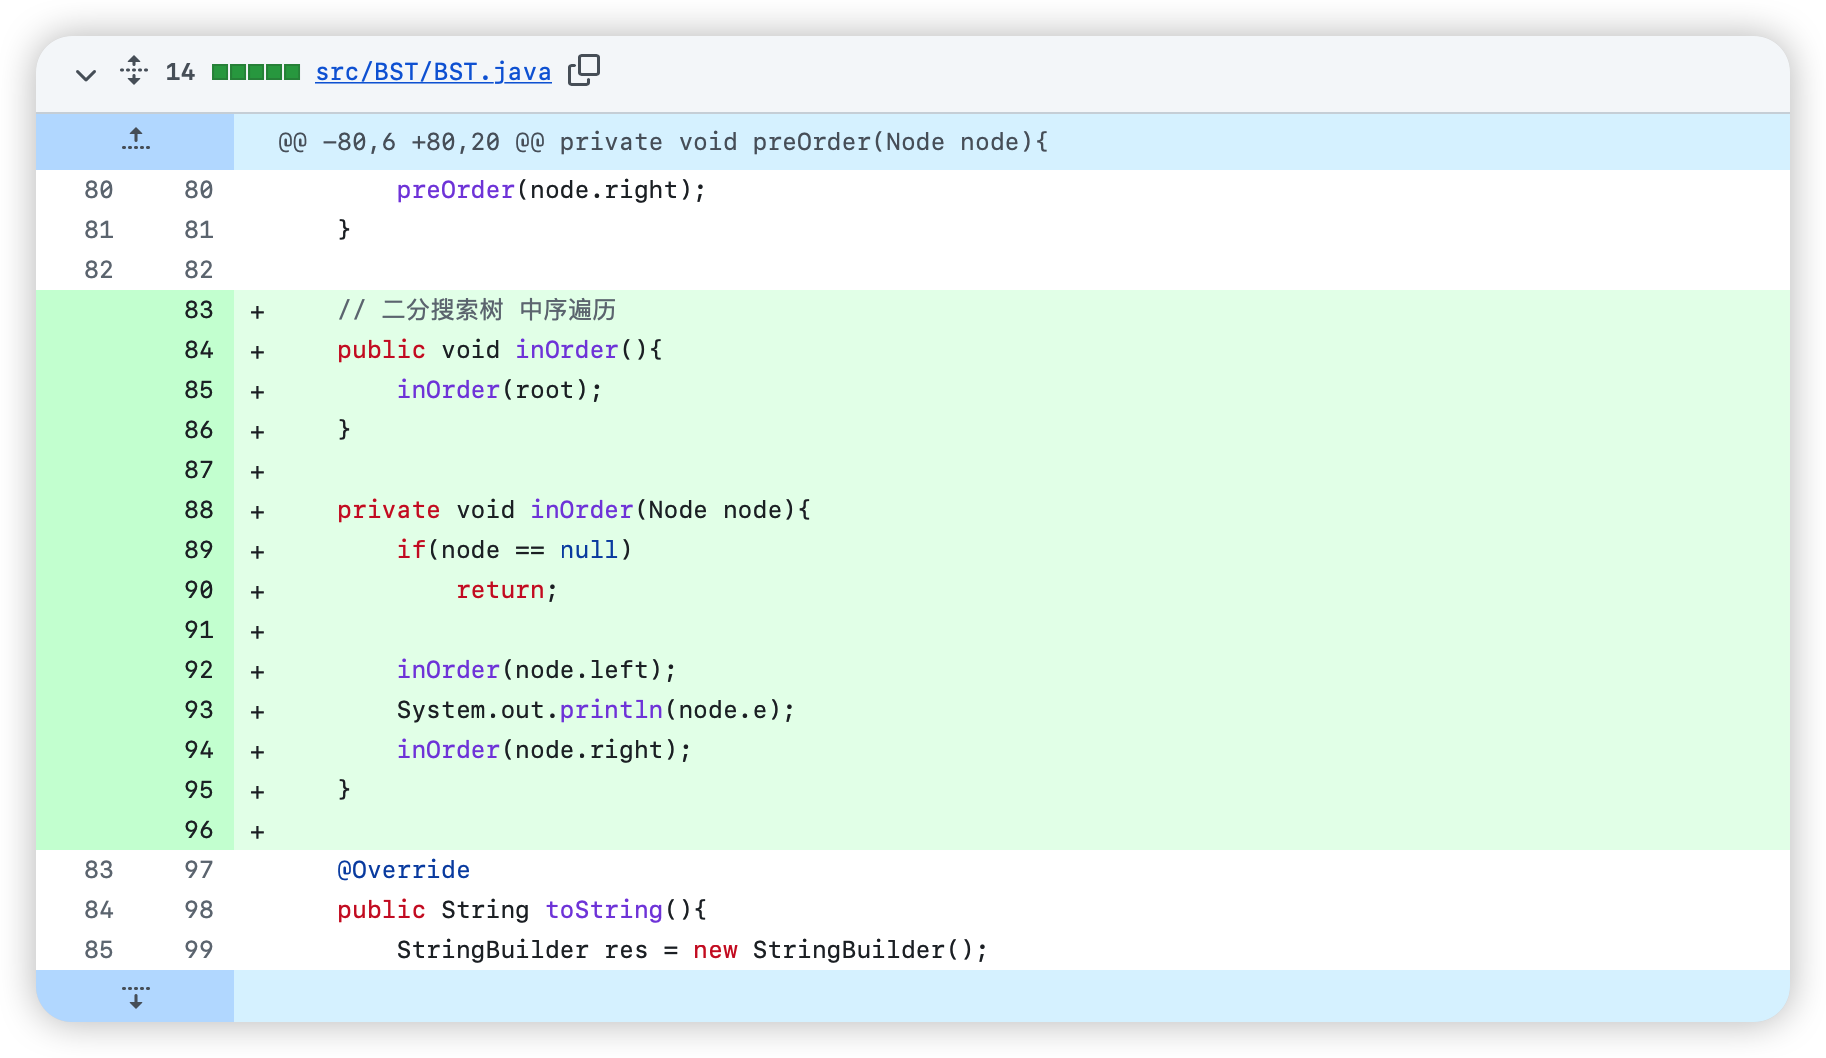 14 src/BST/BST.java
@@ -80,6 +80,20 @@ private void preOrder(Node node){
80 80 preOrder(node.right);
81 81 }
82 82
83 + // 二分搜索树 中序遍历
84 + public void inOrder(){
85 + inOrder(root);
86 + }
87 +
88 + private void inOrder(Node node){
89 + if(node == null)
90 + return;
91 +
92 + inOrder(node.left);
93 + System.out.println(node.e);
94 + inOrder(node.right);
95 + }
96 +
83 97 @Override
84 98 public String toString(){
85 99 StringBuilder res = new StringBuilder();